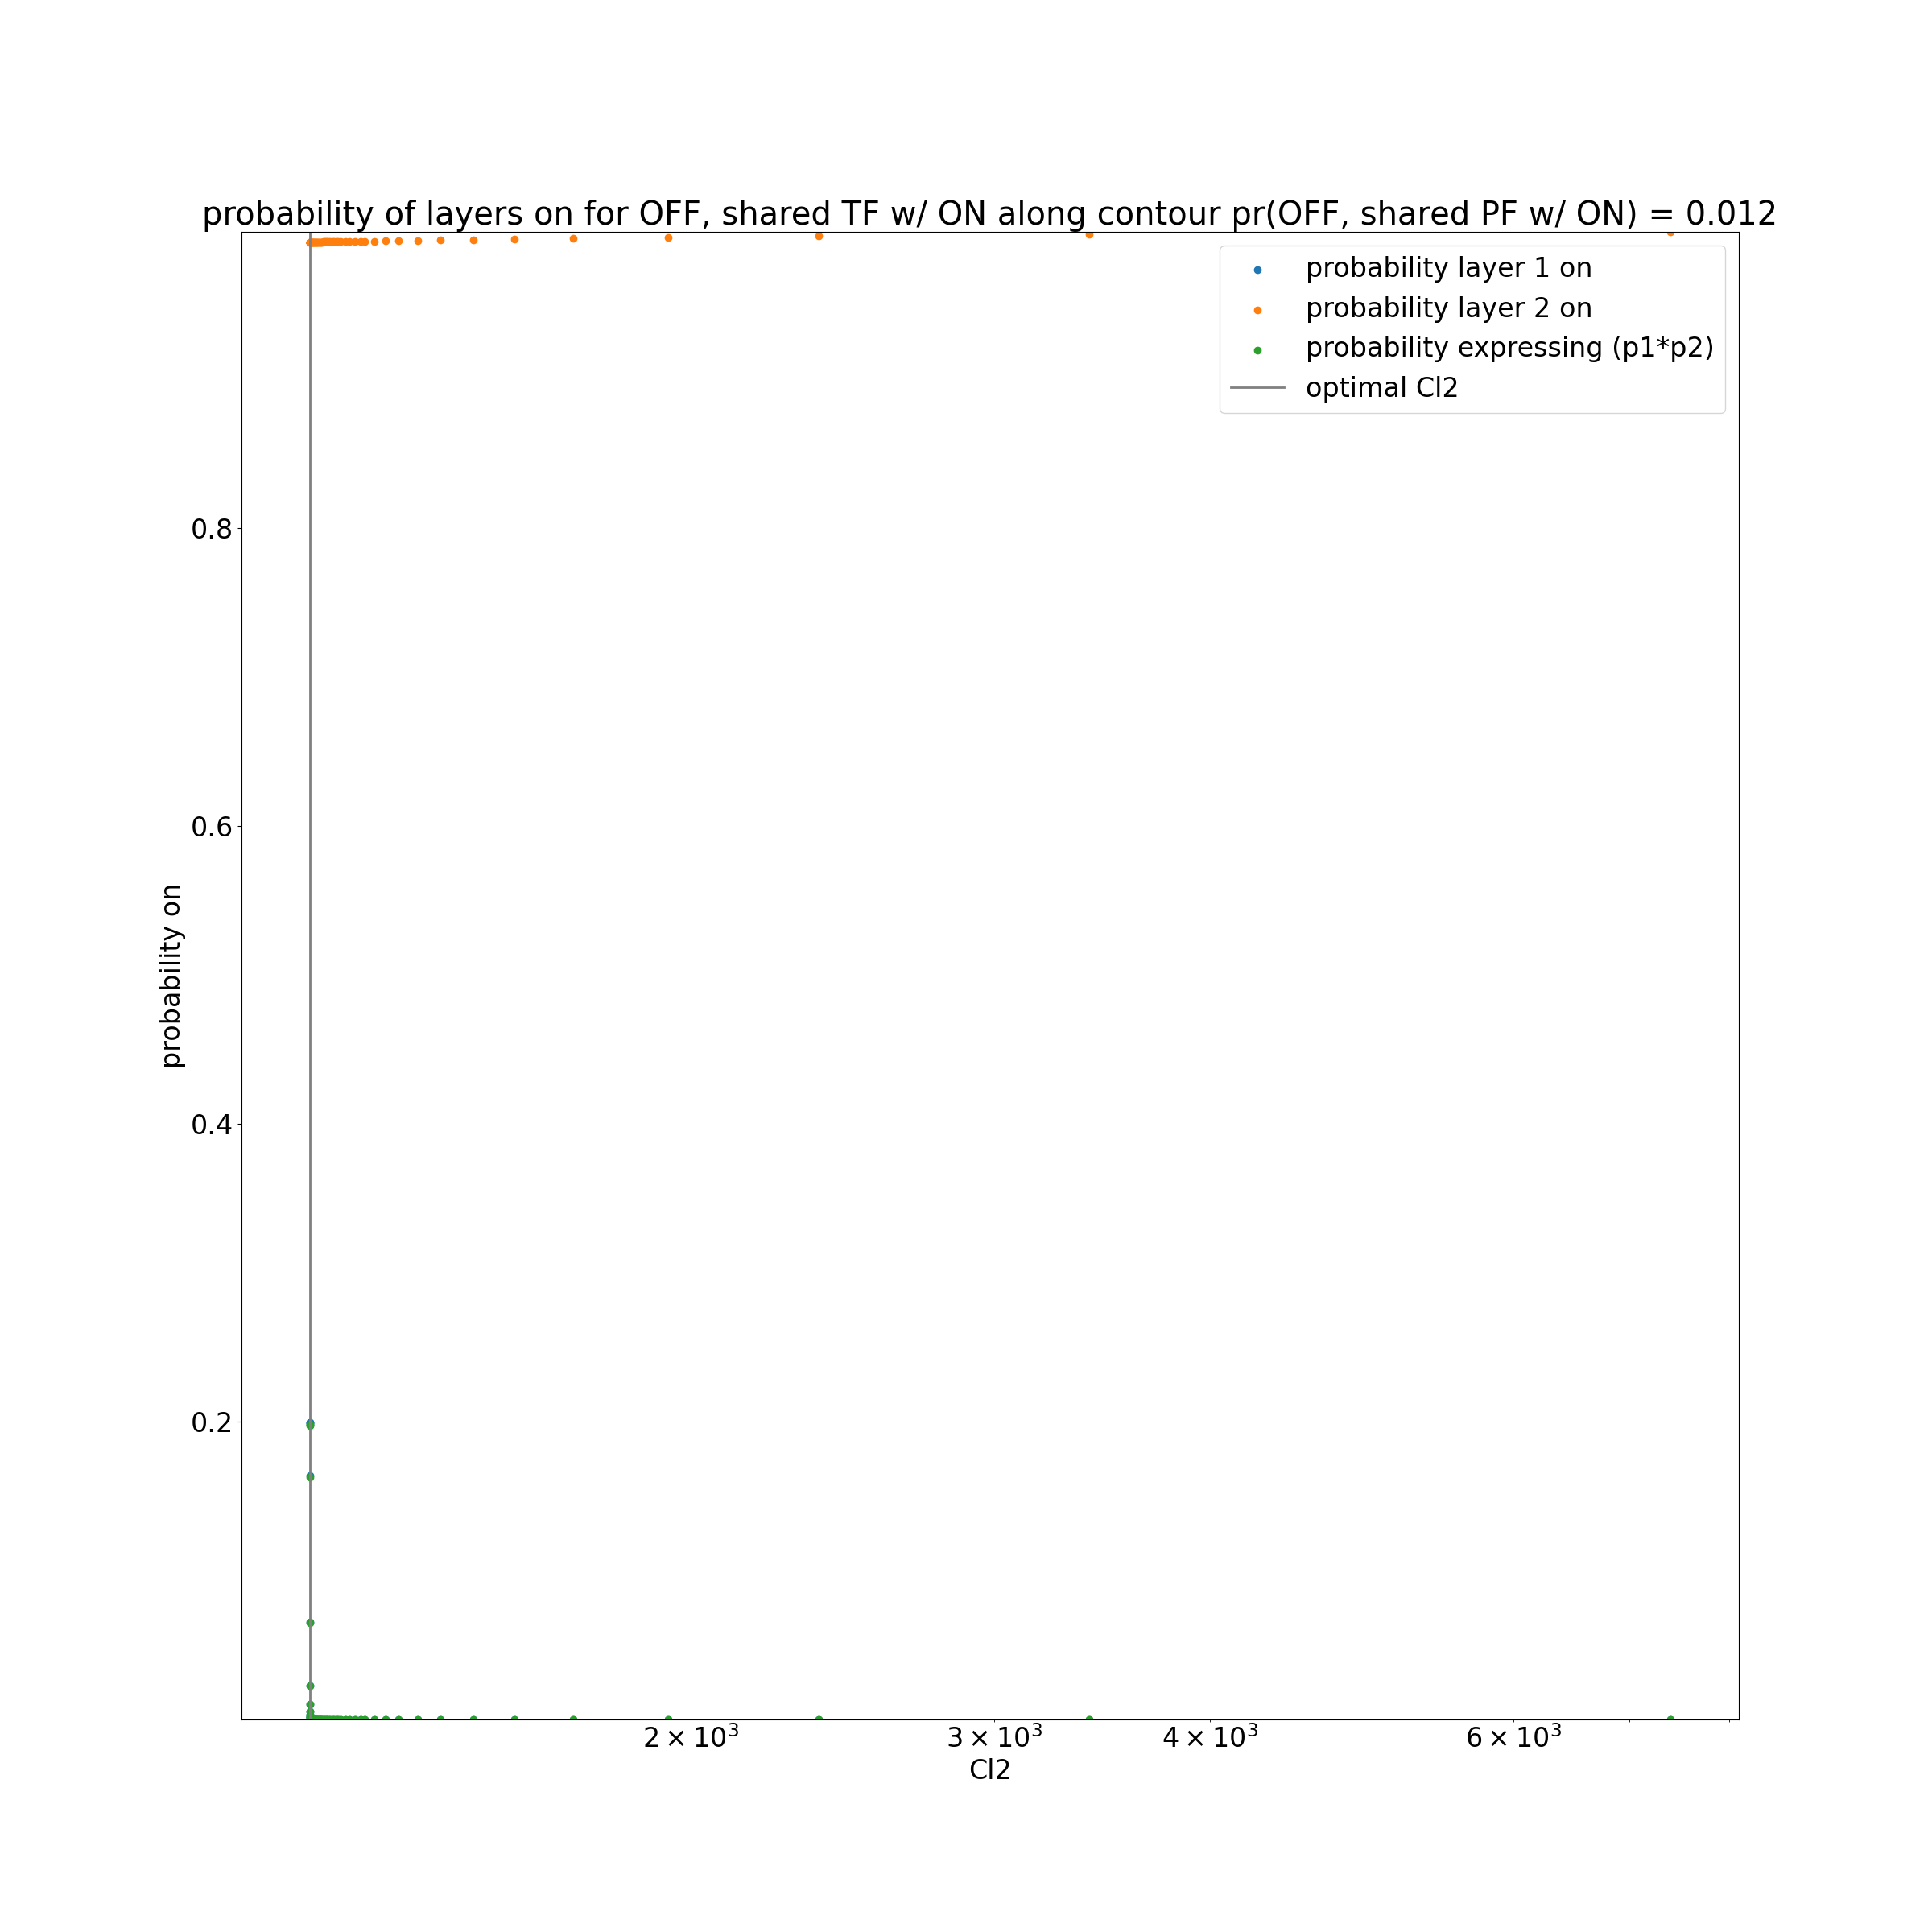 probability of layers on for OFF, shared TF w/ ON along contour pr(OFF, shared PF w/ ON) = 0.012
probability layer 1 on
probability layer 2 on
probability expressing (p1*p2)
optimal Cl2
0.8
0.6
0.4
0.2
probability on
2 × 10³
3 × 10³
4 × 10³
6 × 10³
Cl2